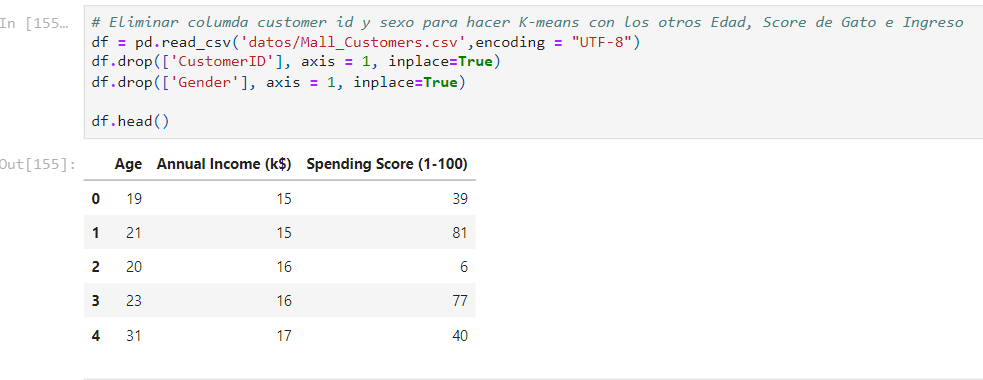 In [155… # Eliminar columda customer id y sexo para hacer K-means con los otros Edad, Score de Gato e Ingreso
df = pd.read_csv('datos/Mall_Customers.csv',encoding = "UTF-8")
df.drop(['CustomerID'], axis = 1, inplace=True)
df.drop(['Gender'], axis = 1, inplace=True)
df.head()
Out[155]:
Age Annual Income (k$) Spending Score (1-100)
0 19 15 39
1 21 15 81
2 20 16 6
3 23 16 77
4 31 17 40